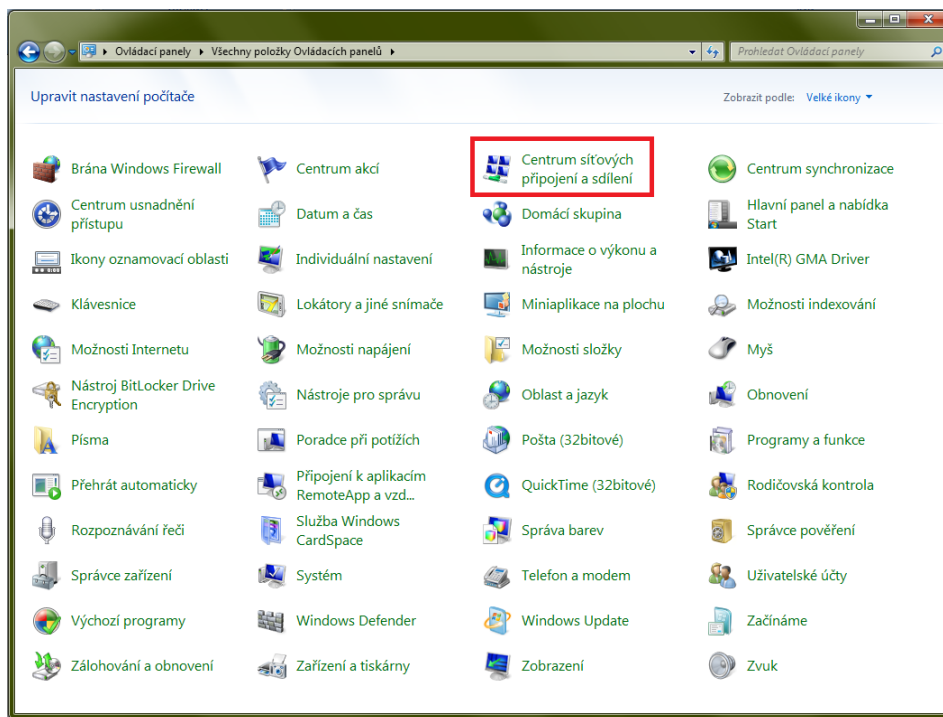 Ovládací panely
Všechny položky Ovládacích panelů
Prohledat Ovládací panely
Upravit nastavení počítače
Zobrazit podle: Velké ikony
Brána Windows Firewall
Centrum akcí
Centrum síťových
připojení a sdílení
Centrum synchronizace
Centrum usnadnění
přístupu
Datum a čas
Domácí skupina
Hlavní panel a nabídka
Start
Ikony oznamovací oblasti
Individuální nastavení
Informace o výkonu a
nástroje
Intel(R) GMA Driver
Klávesnice
Lokátory a jiné snímače
Miniaplikace na plochu
Možnosti indexování
Možnosti Internetu
Možnosti napájení
Možnosti složky
Myš
Nástroj BitLocker Drive
Encryption
Nástroje pro správu
Oblast a jazyk
Obnovení
Písma
Poradce při potížích
Pošta (32bitové)
Programy a funkce
Přehrát automaticky
Připojení k aplikacím
RemoteApp a vzd...
QuickTime (32bitové)
Rodičovská kontrola
Rozpoznávání řeči
Služba Windows
CardSpace
Správa barev
Správce pověření
Správce zařízení
Systém
Telefon a modem
Uživatelské účty
Výchozí programy
Windows Defender
Windows Update
Začínáme
Zálohování a obnovení
Zařízení a tiskárny
Zobrazení
Zvuk